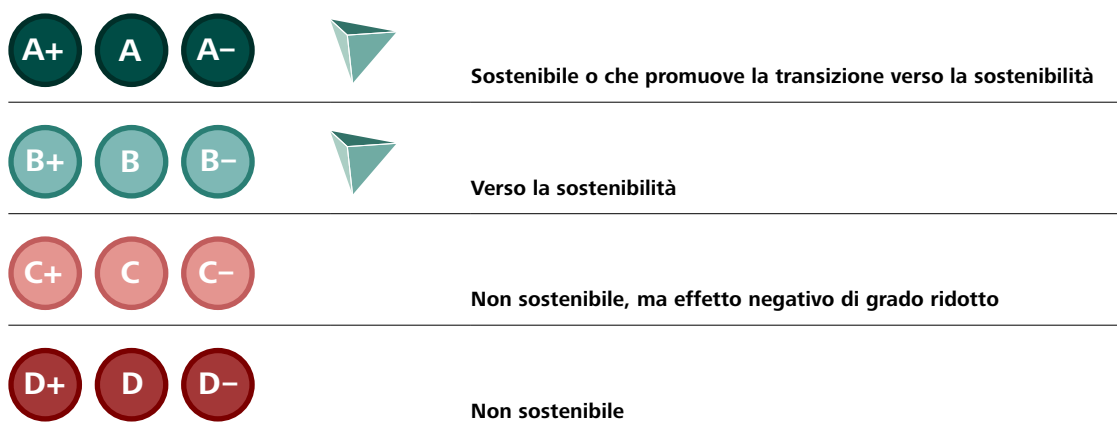 A+ A A−
Sostenibile o che promuove la transizione verso la sostenibilità
B+ B B−
Verso la sostenibilità
C+ C C−
Non sostenibile, ma effetto negativo di grado ridotto
D+ D D−
Non sostenibile